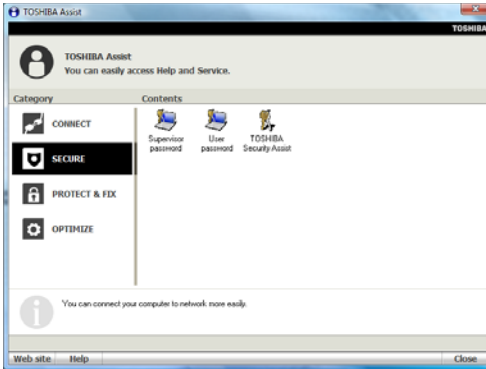 TOSHIBA Assist
TOSHIBA
TOSHIBA Assist
You can easily access Help and Service.
Category
Contents
CONNECT
SECURE
PROTECT & FIX
OPTIMIZE
Supervisor password
User password
TOSHIBA Security Assist
You can connect your computer to network more easily.
Web site
Help
Close